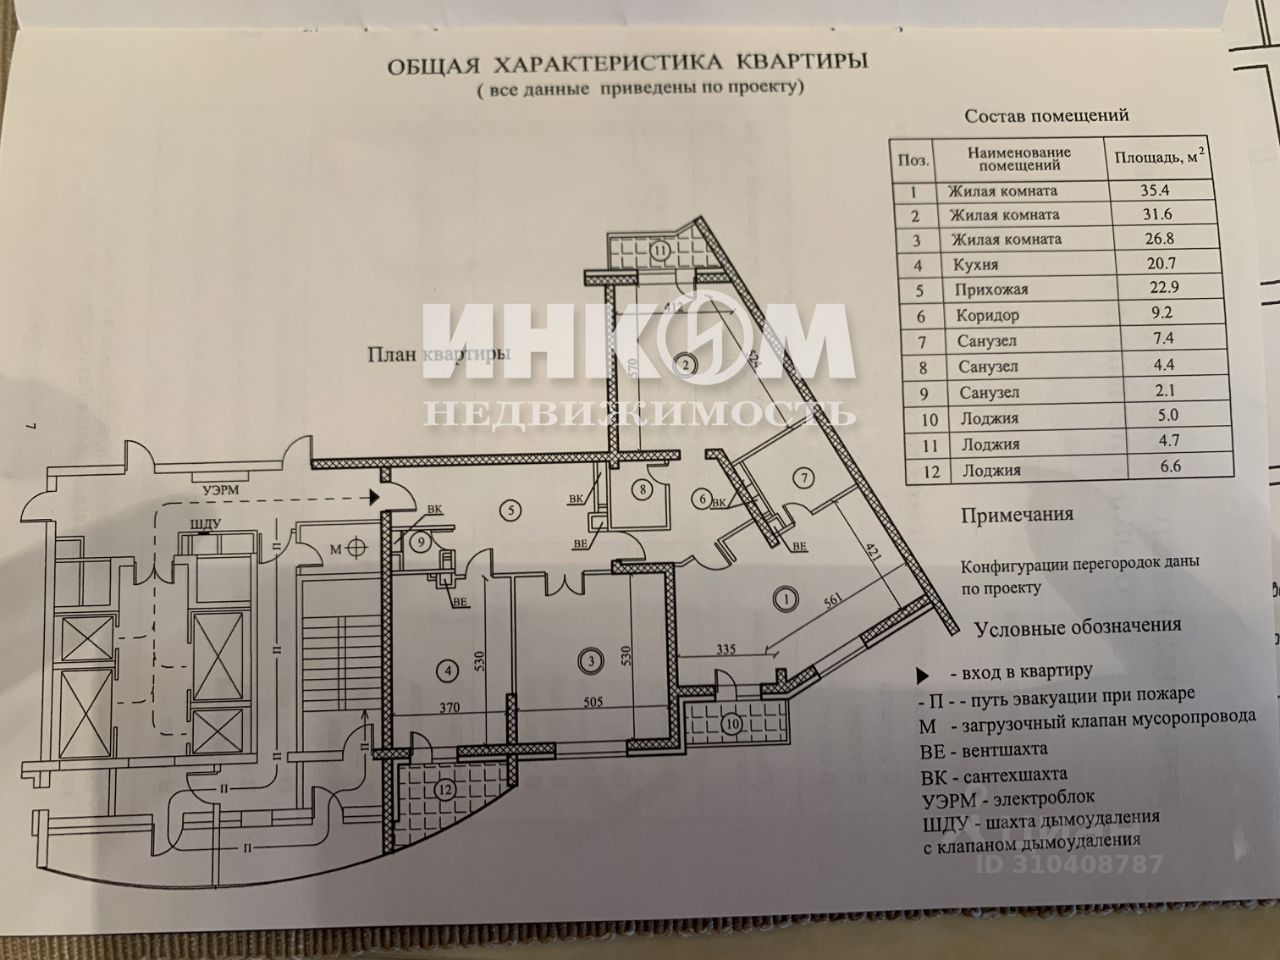 ОБЩАЯ ХАРАКТЕРИСТИКА КВАРТИРЫ
( все данные приведены по проекту)
Состав помещений
Поз. Наименование помещений Площадь, м2
1 Жилая комната 35.4
2 Жилая комната 31.6
3 Жилая комната 26.8
4 Кухня 20.7
5 Прихожая 22.9
6 Коридор 9.2
7 Санузел 7.4
8 Санузел 4.4
9 Санузел 2.1
10 Лоджия 5.0
11 Лоджия 4.7
12 Лоджия 6.6
План квартиры
ИНКОМ
НЕДВИЖИМОСТЬ
11
412
570
524
2
7
УЭРМ
ШДУ
М
ВК
5
ВК
8
6
ВК
7
9
ВЕ
ВЕ
ВЕ
421
561
1
335
4
530
3
530
370
505
10
12
П
П
П
П
П
Примечания
Конфигурации перегородок даны
по проекту
Условные обозначения
- вход в квартиру
- П - - путь эвакуации при пожаре
М - загрузочный клапан мусоропровода
ВЕ - вентшахта
ВК - сантехшахта
УЭРМ - электроблок
ШДУ - шахта дымоудаления
с клапаном дымоудаления
циан
ID 310408787